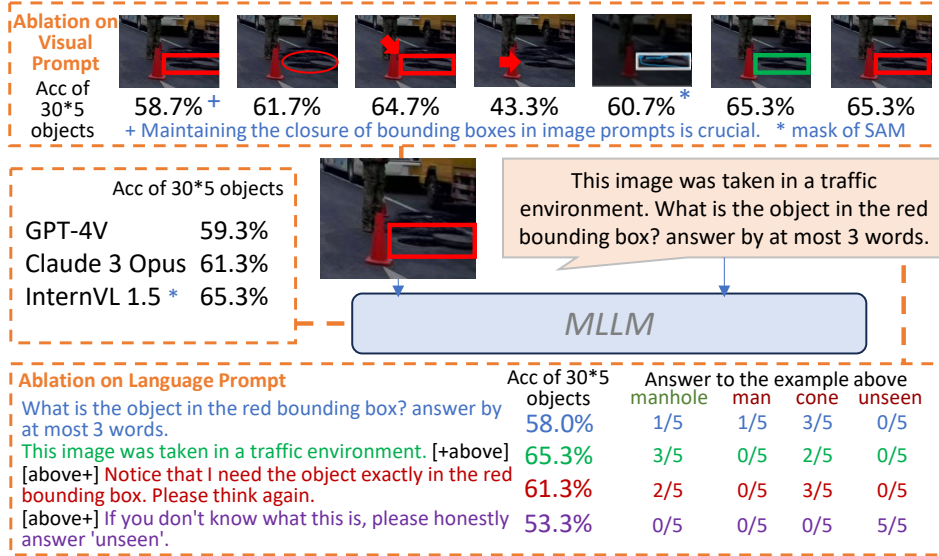 Ablation on
Visual
Prompt
Acc of
30*5
objects
58.7% + 61.7% 64.7% 43.3% 60.7% * 65.3% 65.3%
+ Maintaining the closure of bounding boxes in image prompts is crucial. * mask of SAM
Acc of 30*5 objects
GPT-4V 59.3%
Claude 3 Opus 61.3%
InternVL 1.5 * 65.3%
This image was taken in a traffic
environment. What is the object in the red
bounding box? answer by at most 3 words.
MLLM
Ablation on Language Prompt
Acc of 30*5
objects
Answer to the example above
manhole man cone unseen
What is the object in the red bounding box? answer by
at most 3 words.
58.0% 1/5 1/5 3/5 0/5
This image was taken in a traffic environment. [+above]
65.3% 3/5 0/5 2/5 0/5
[above+] Notice that I need the object exactly in the red
bounding box. Please think again.
61.3% 2/5 0/5 3/5 0/5
[above+] If you don't know what this is, please honestly
answer 'unseen'.
53.3% 0/5 0/5 0/5 5/5